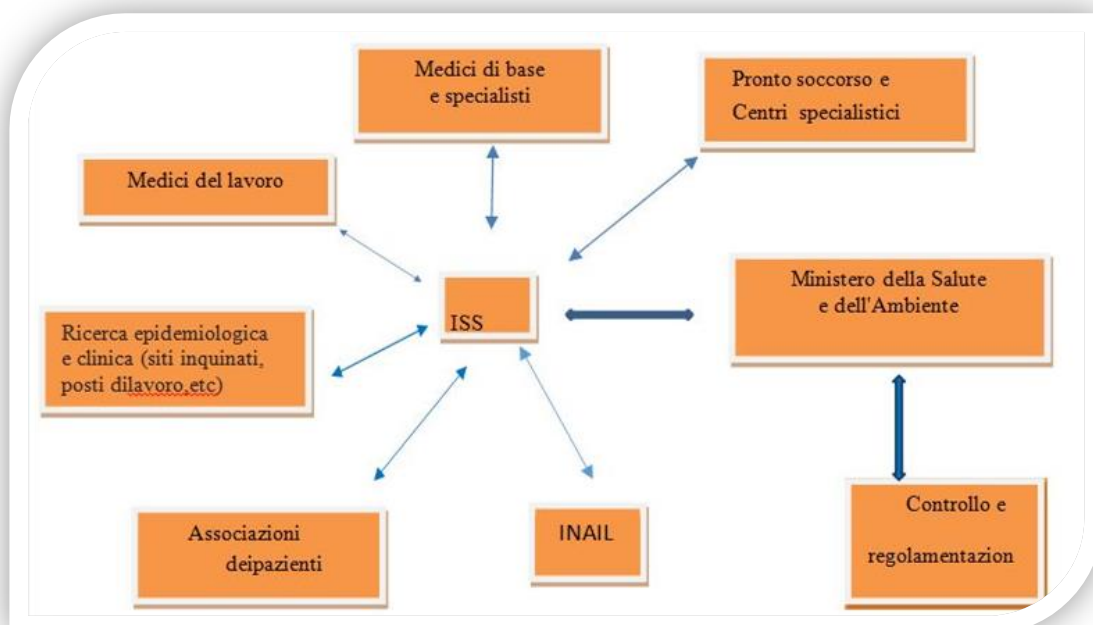 Medici di base
e specialisti
Pronto soccorso e
Centri specialistici
Medici del lavoro
Ministero della Salute
e dell'Ambiente
ISS
Ricerca epidemiologica
e clinica (siti inquinati,
posti dilavoro,etc)
Associazioni
deipazienti
INAIL
Controllo e
regolamentazion